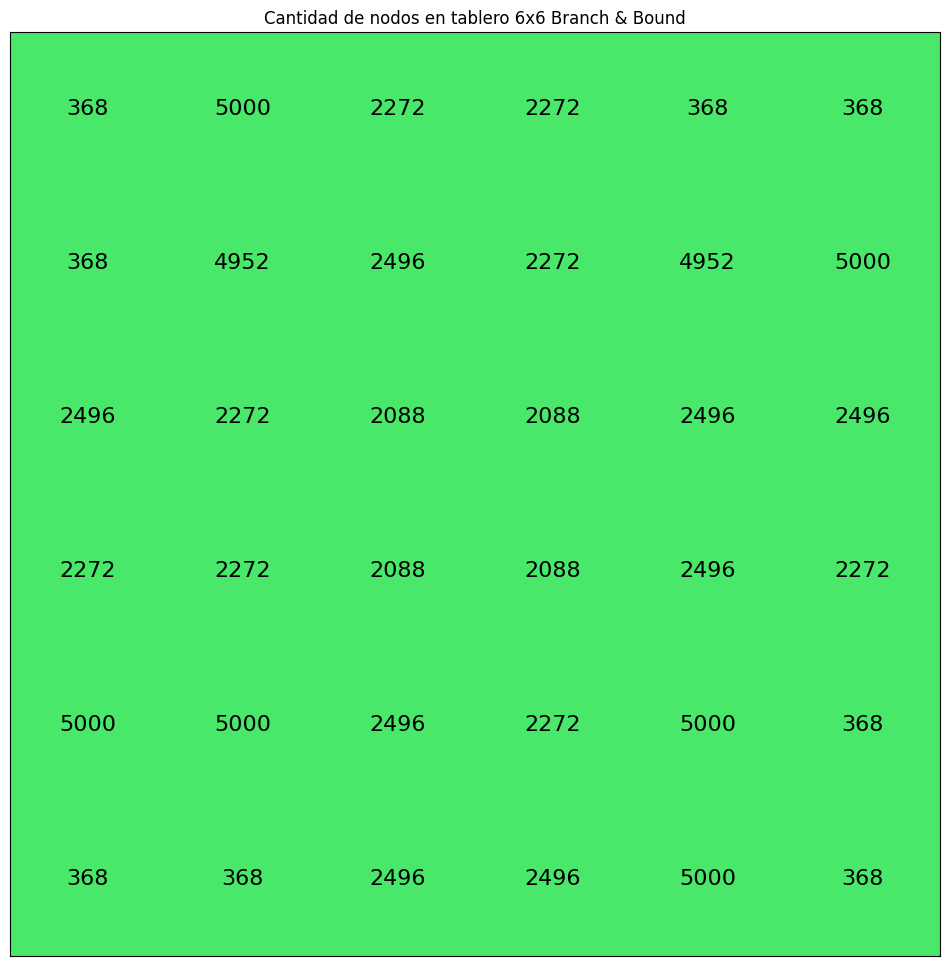 Cantidad de nodos en tablero 6x6 Branch & Bound
368 5000 2272 2272 368 368
368 4952 2496 2272 4952 5000
2496 2272 2088 2088 2496 2496
2272 2272 2088 2088 2496 2272
5000 5000 2496 2272 5000 368
368 368 2496 2496 5000 368